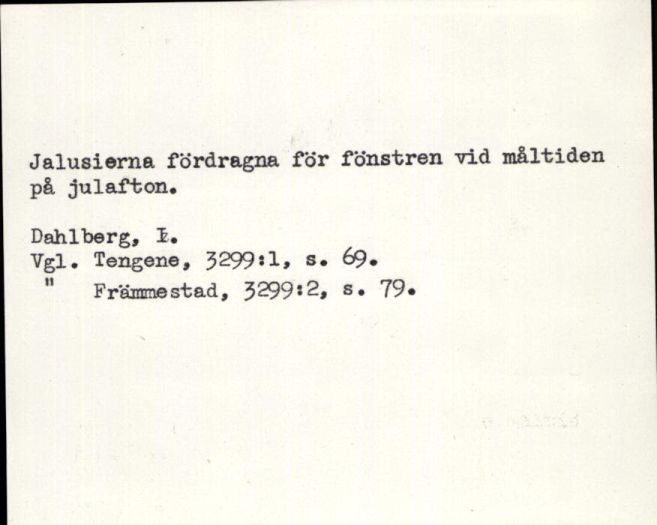 Jalusierna fördragna för fönstren vid måltiden
på julafton.
Dahlberg,
Vgl. Tengene, 3299:1, s. 69.
" Främmestad, 3299:2, s. 79.